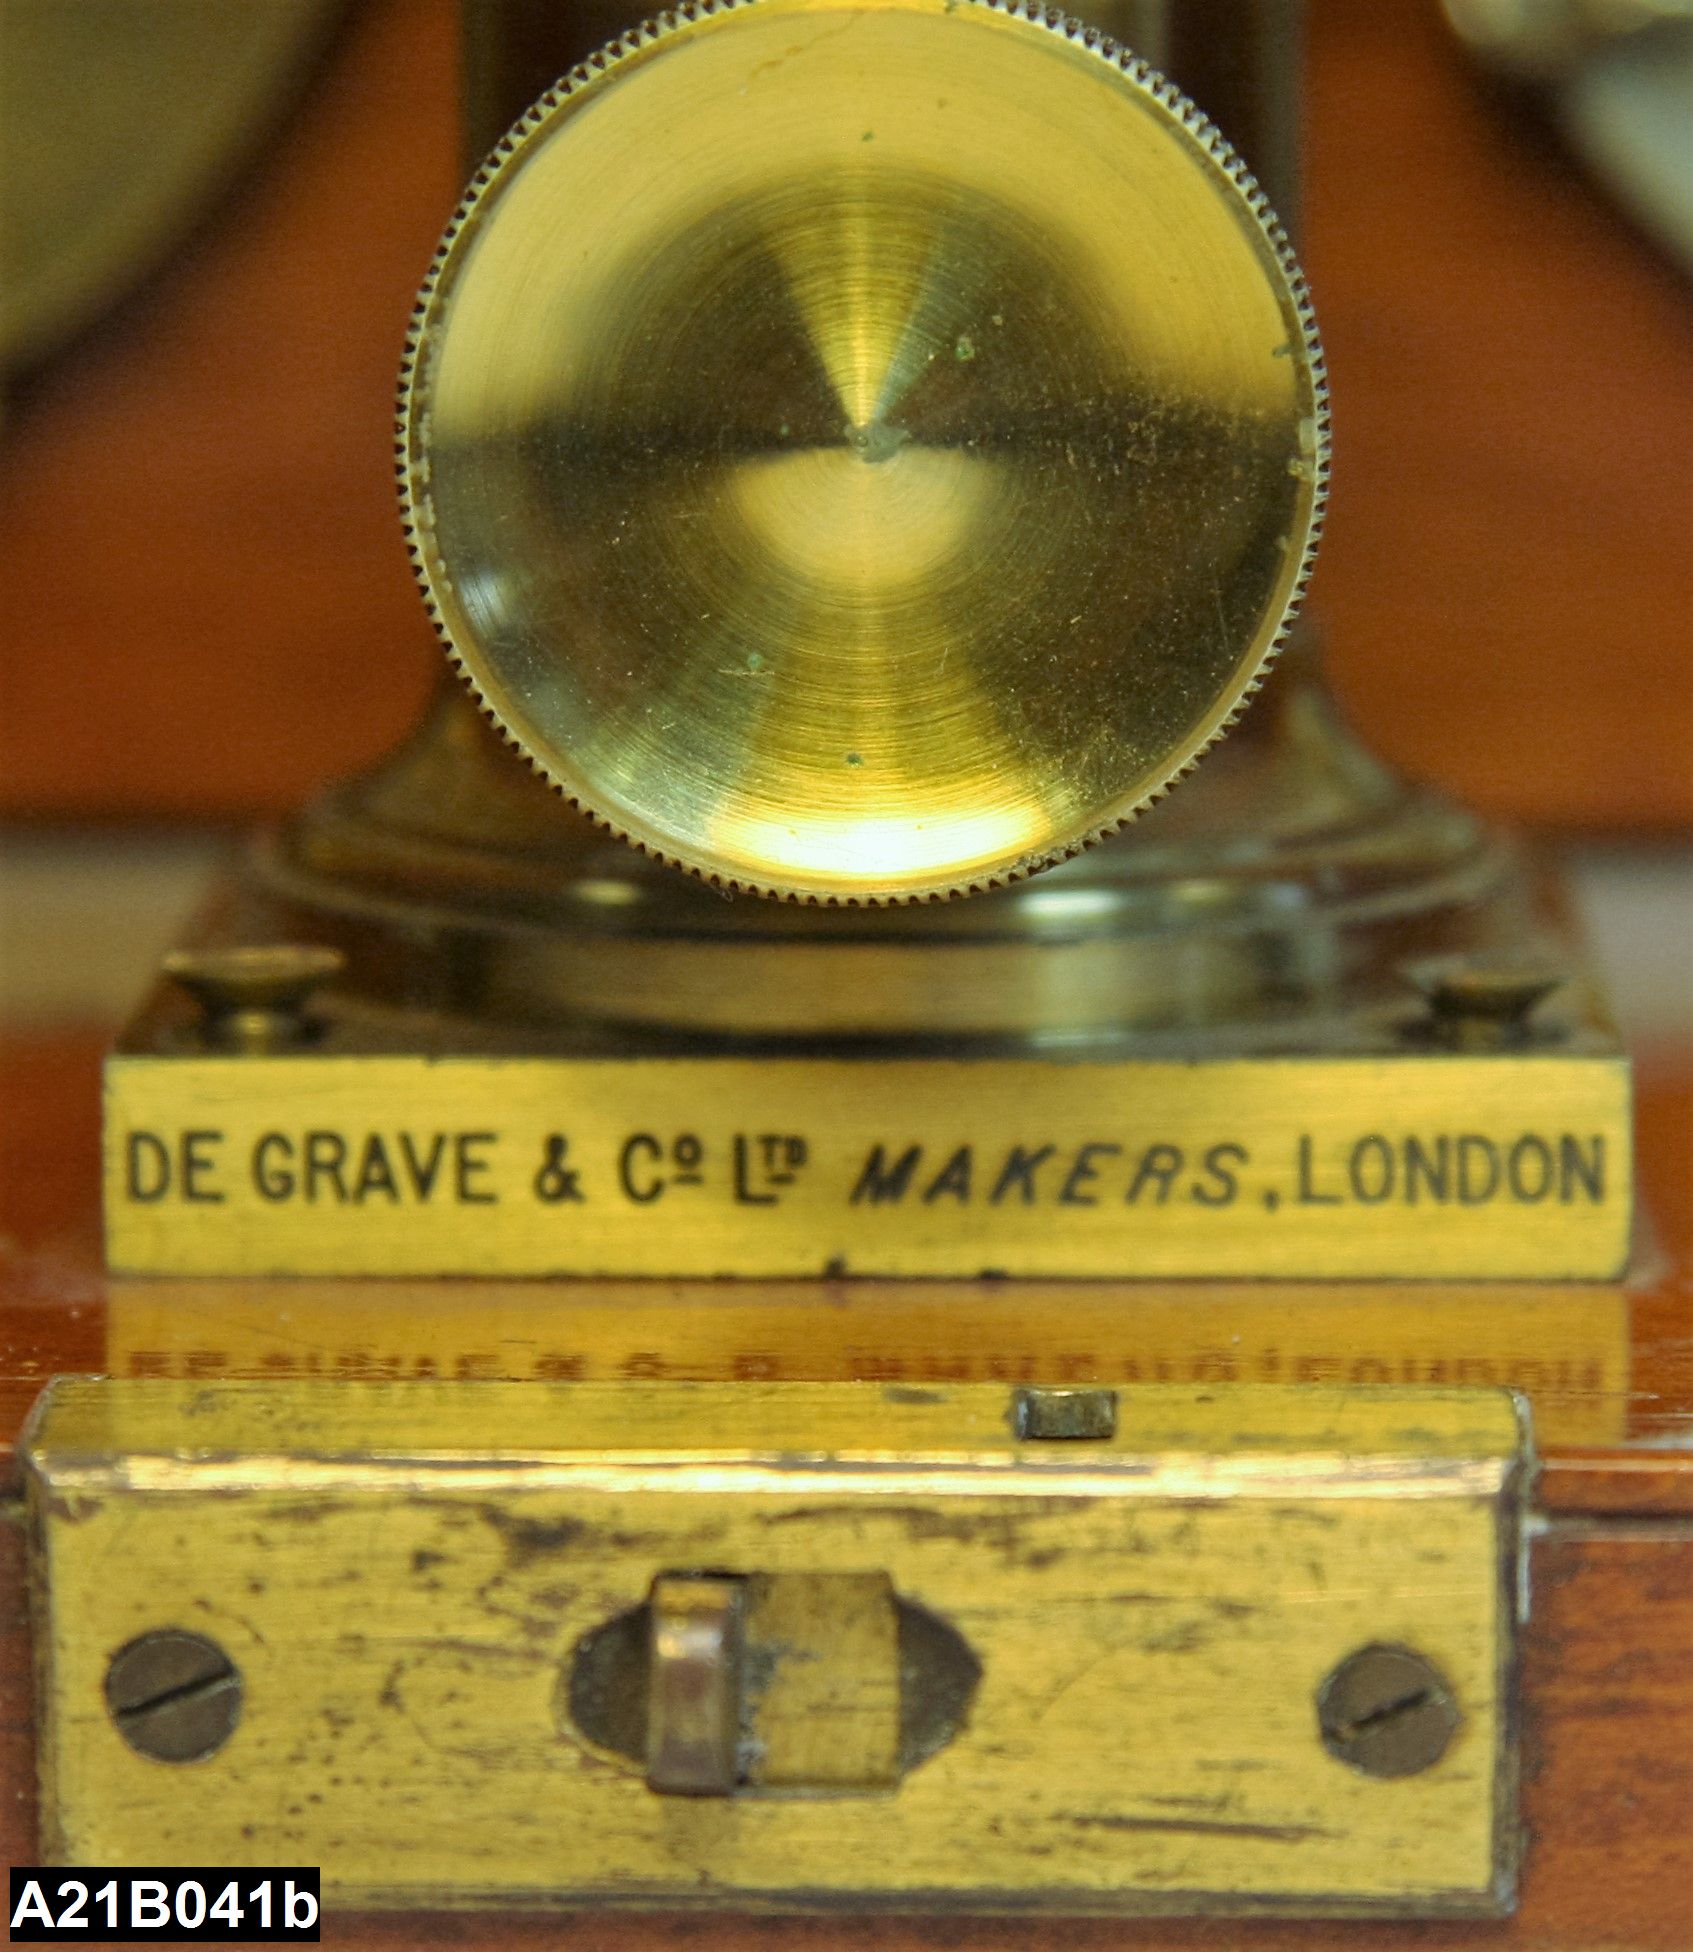 DE GRAVE & Cº LTD MAKERS, LONDON
A21B041b